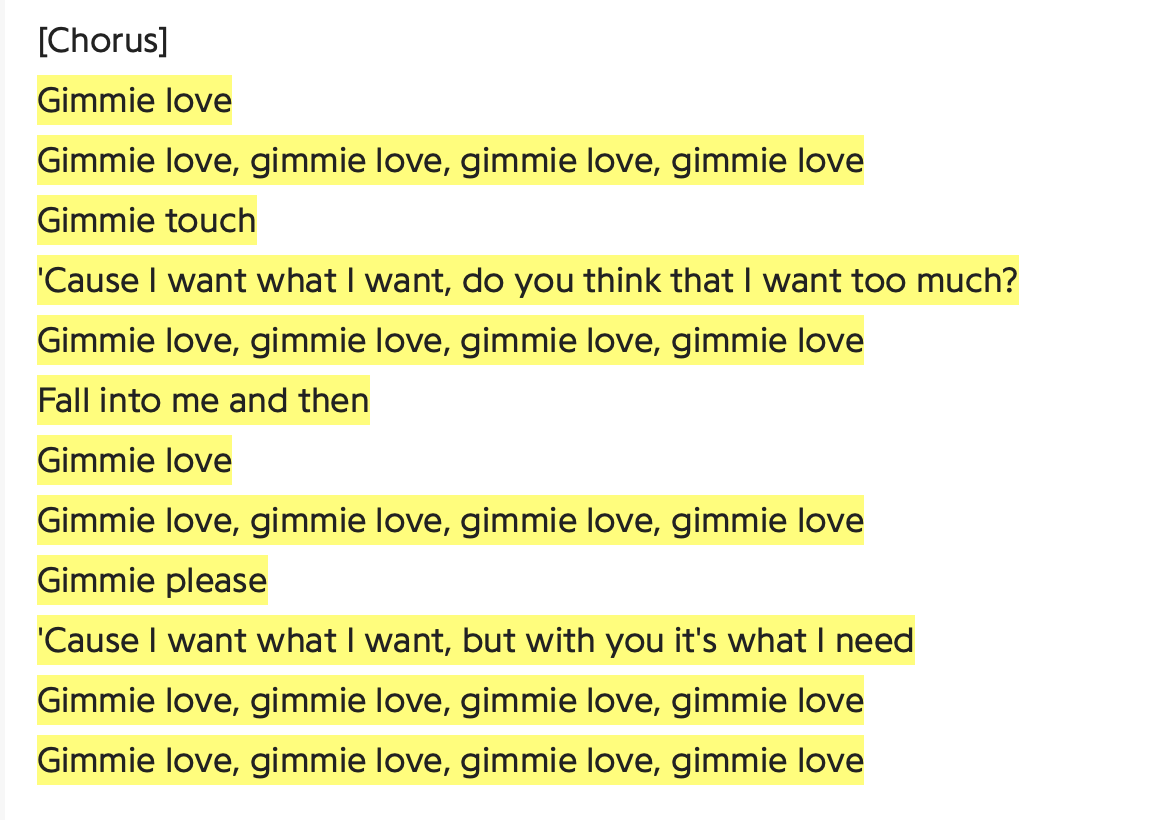 [Chorus]
Gimmie love
Gimmie love, gimmie love, gimmie love, gimmie love
Gimmie touch
'Cause I want what I want, do you think that I want too much?
Gimmie love, gimmie love, gimmie love, gimmie love
Fall into me and then
Gimmie love
Gimmie love, gimmie love, gimmie love, gimmie love
Gimmie please
'Cause I want what I want, but with you it's what I need
Gimmie love, gimmie love, gimmie love, gimmie love
Gimmie love, gimmie love, gimmie love, gimmie love